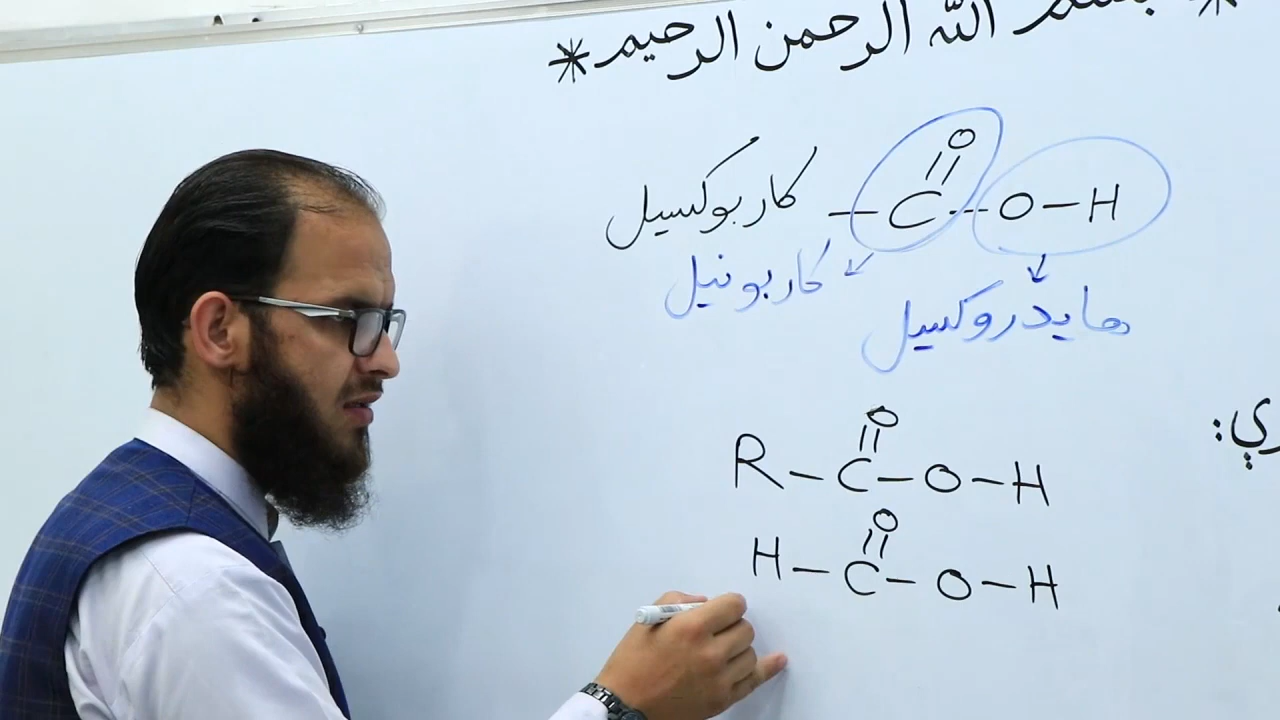 * بسم الله الرحمن الرحيم *
O
كاربوكسيل — C — O — H
كاربونيل
هايدروكسيل
O
R — C — O — H
O
H — C — O — H